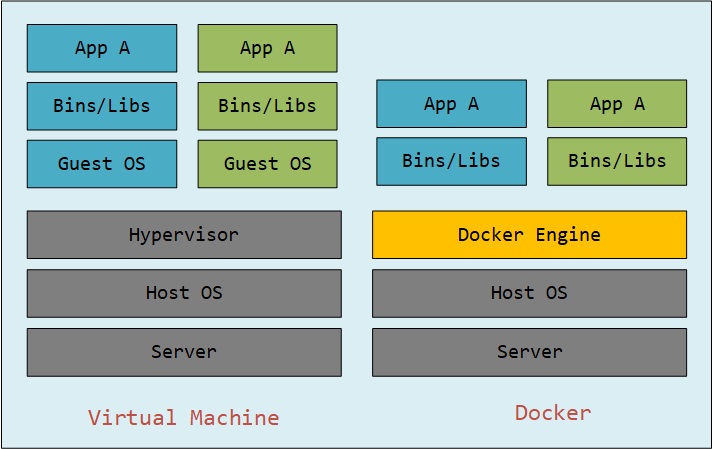 App A
App A
Bins/Libs
Bins/Libs
Guest OS
Guest OS
Hypervisor
Host OS
Server
Virtual Machine
App A
App A
Bins/Libs
Bins/Libs
Docker Engine
Host OS
Server
Docker